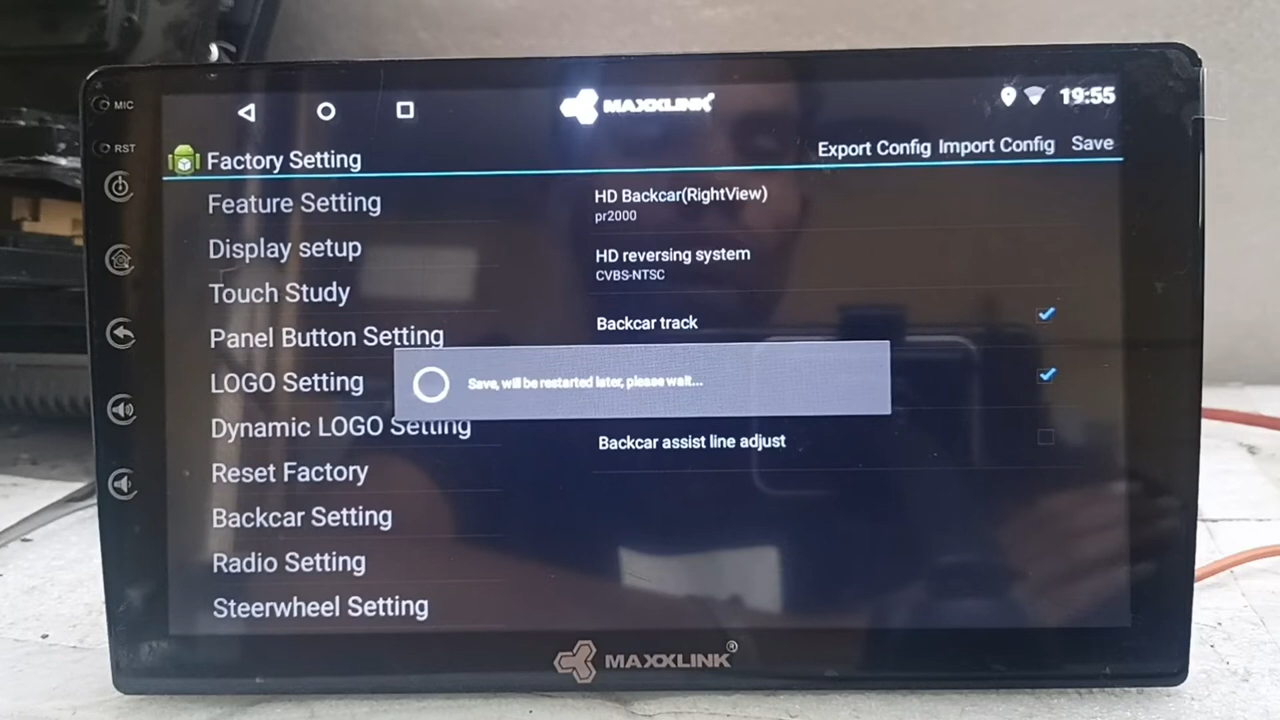 MIC
MAXXLINK
19:55
RST
Factory Setting
Export Config Import Config Save
Feature Setting
Display setup
Touch Study
Panel Button Setting
LOGO Setting
Dynamic LOGO Setting
Reset Factory
Backcar Setting
Radio Setting
Steerwheel Setting
HD Backcar(RightView)
pr2000
HD reversing system
CVBS-NTSC
Backcar track
Save, will be restarted later, please wait...
Backcar assist line adjust
MAXXLINK®